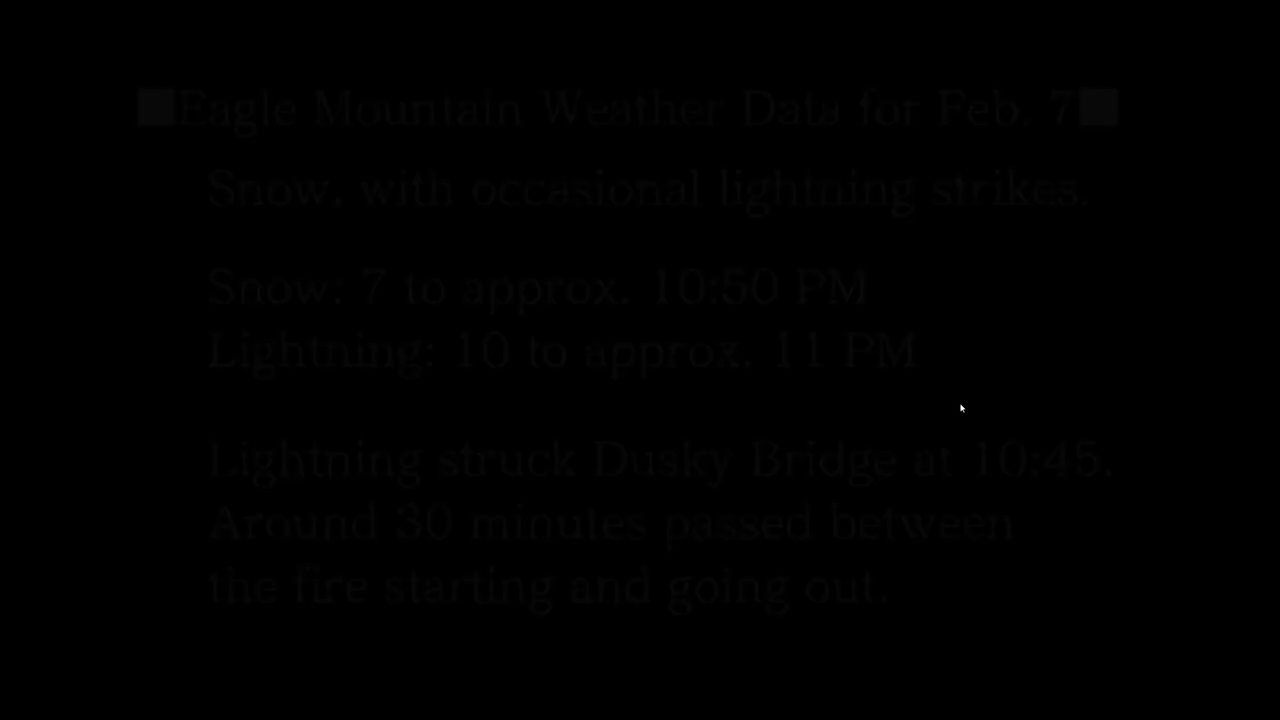 ■Eagle Mountain Weather Data for Feb. 7■
Snow, with occasional lightning strikes.
Snow: 7 to approx. 10:50 PM
Lightning: 10 to approx. 11 PM
Lightning struck Dusky Bridge at 10:45.
Around 30 minutes passed between
the fire starting and going out.